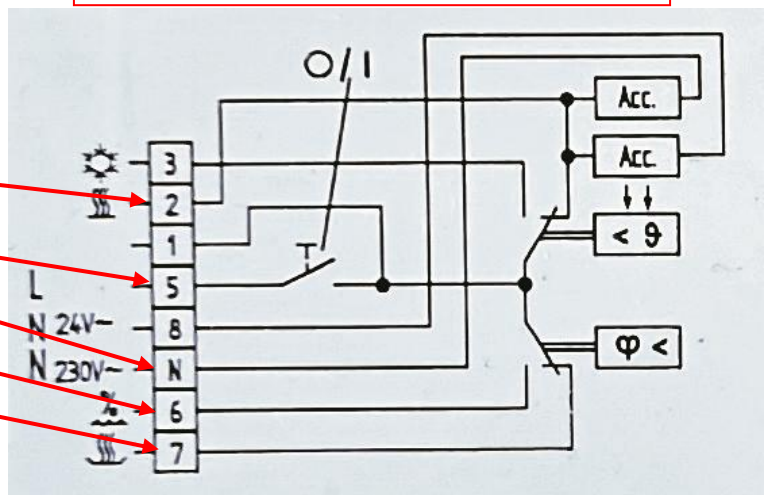 O/I
Acc.
3
Acc.
2
1
< ϑ
L 5
N 24V~ 8
N 230V~ N
φ <
% 6
7